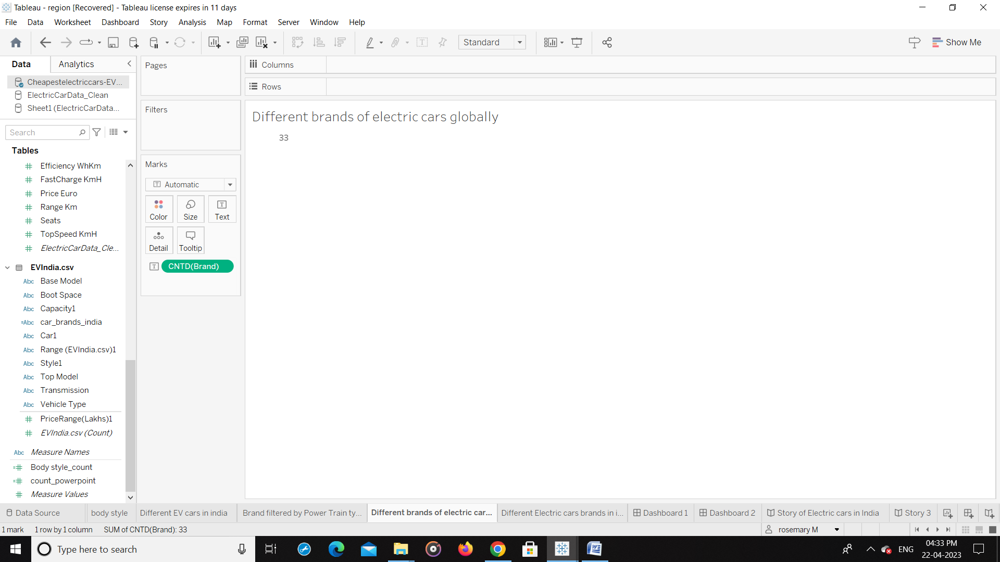 Tableau - region [Recovered] - Tableau license expires in 11 days
File Data Worksheet Dashboard Story Analysis Map Format Server Window Help
Standard
Show Me
Data Analytics
Cheapestelectriccars-EV...
ElectricCarData_Clean
Sheet1 (ElectricCarData...
Search
Tables
Efficiency WhKm
FastCharge KmH
Price Euro
Range Km
Seats
TopSpeed KmH
ElectricCarData_Cle...
EVIndia.csv
Abc Base Model
Abc Boot Space
Abc Capacity1
=Abc car_brands_india
Abc Car1
Abc Range (EVIndia.csv)1
Abc Style1
Abc Top Model
Abc Transmission
Abc Vehicle Type
PriceRange(Lakhs)1
EVIndia.csv (Count)
Abc Measure Names
Body style_count
count_powerpoint
Measure Values
Pages
Filters
Marks
Automatic
Color Size Text
Detail Tooltip
CNTD(Brand)
Columns
Rows
Different brands of electric cars globally
33
Data Source body style Different EV cars in india Brand filtered by Power Train ty... Different brands of electric car... Different Electric cars brands in i... Dashboard 1 Dashboard 2 Story of Electric cars in India Story 3
1 mark 1 row by 1 column SUM of CNTD(Brand): 33 rosemary M
Type here to search
ENG
04:33 PM
22-04-2023